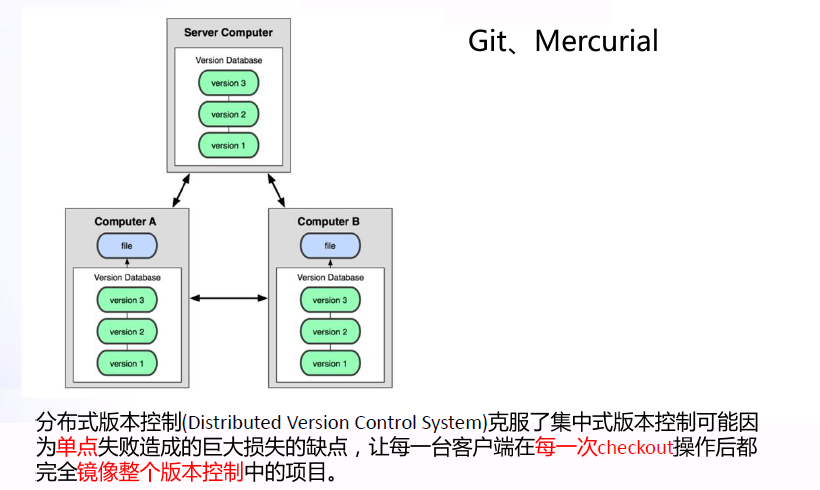 Git、Mercurial
Server Computer
Version Database
version 3
version 2
version 1
Computer A
file
Version Database
version 3
version 2
version 1
Computer B
file
Version Database
version 3
version 2
version 1
分布式版本控制(Distributed Version Control System)克服了集中式版本控制可能因
为单点失败造成的巨大损失的缺点，让每一台客户端在每一次checkout操作后都
完全镜像整个版本控制中的项目。